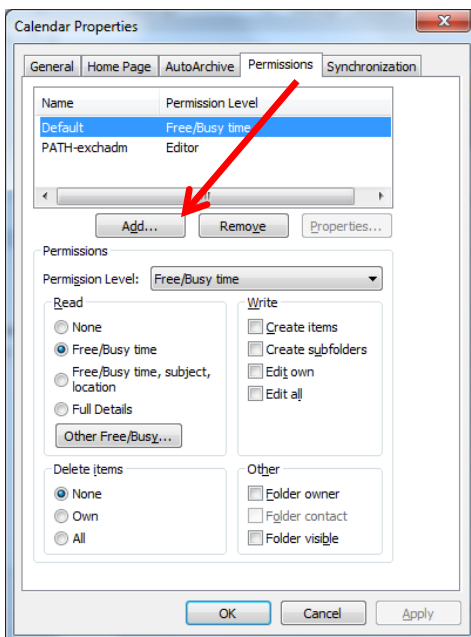 Calendar Properties
General Home Page AutoArchive Permissions Synchronization
Name Permission Level
Default Free/Busy time
PATH-exchadm Editor
Add... Remove Properties...
Permissions
Permission Level: Free/Busy time
Read
None
Free/Busy time
Free/Busy time, subject,
location
Full Details
Other Free/Busy...
Write
Create items
Create subfolders
Edit own
Edit all
Delete items
None
Own
All
Other
Folder owner
Folder contact
Folder visible
OK Cancel Apply